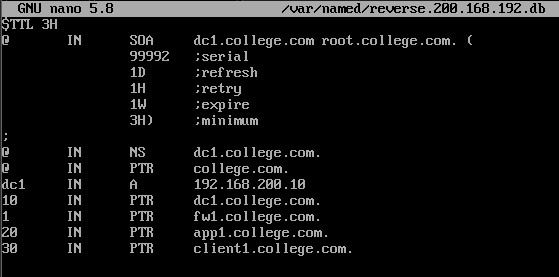 GNU nano 5.8 /var/named/reverse.200.168.192.db
$TTL 3H
@ IN SOA dc1.college.com root.college.com. (
99992 ;serial
1D ;refresh
1H ;retry
1W ;expire
3H) ;minimum
;
@ IN NS dc1.college.com.
@ IN PTR college.com.
dc1 IN A 192.168.200.10
10 IN PTR dc1.college.com.
1 IN PTR fw1.college.com.
20 IN PTR app1.college.com.
30 IN PTR client1.college.com.